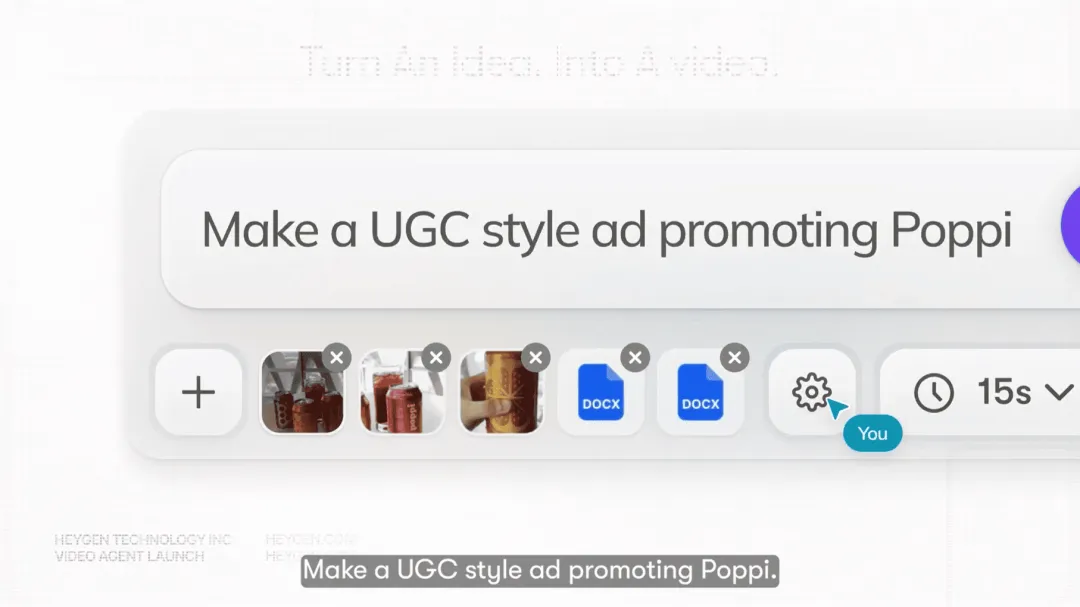 Turn An Idea. Into A video.
Make a UGC style ad promoting Poppi
poppi
DOCX
DOCX
15s
You
HEYGEN TECHNOLOGY INC
VIDEO AGENT LAUNCH
Make a UGC style ad promoting Poppi.